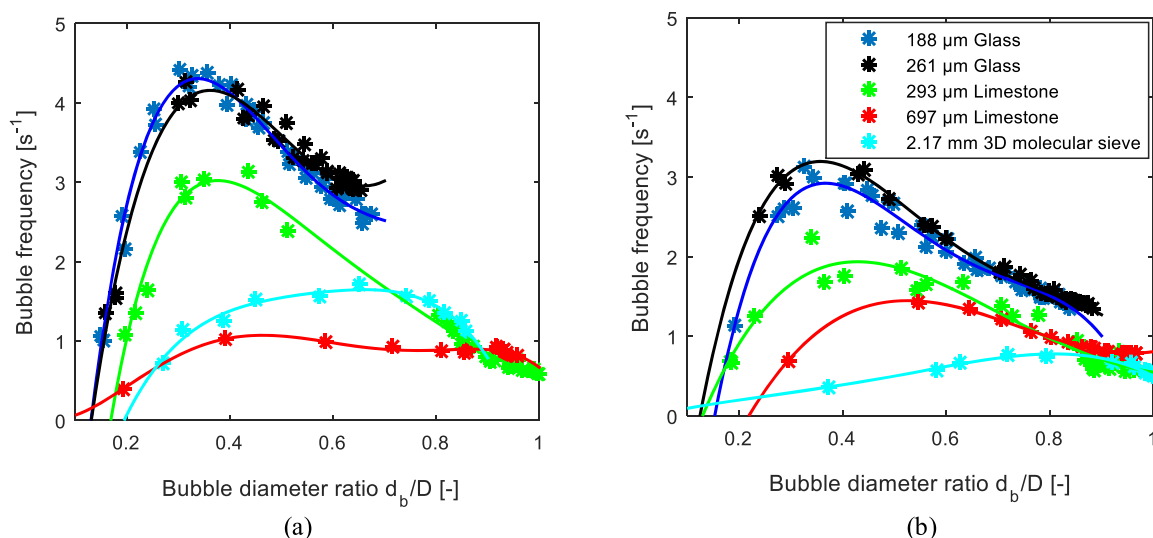 5
4
3
2
1
0
0.2
0.4
0.6
0.8
1
Bubble frequency [s⁻¹]
Bubble diameter ratio d_b/D [-]
(a)
5
4
3
2
1
0
0.2
0.4
0.6
0.8
1
Bubble frequency [s⁻¹]
188 µm Glass
261 µm Glass
293 µm Limestone
697 µm Limestone
2.17 mm 3D molecular sieve
Bubble diameter ratio d_b/D [-]
(b)